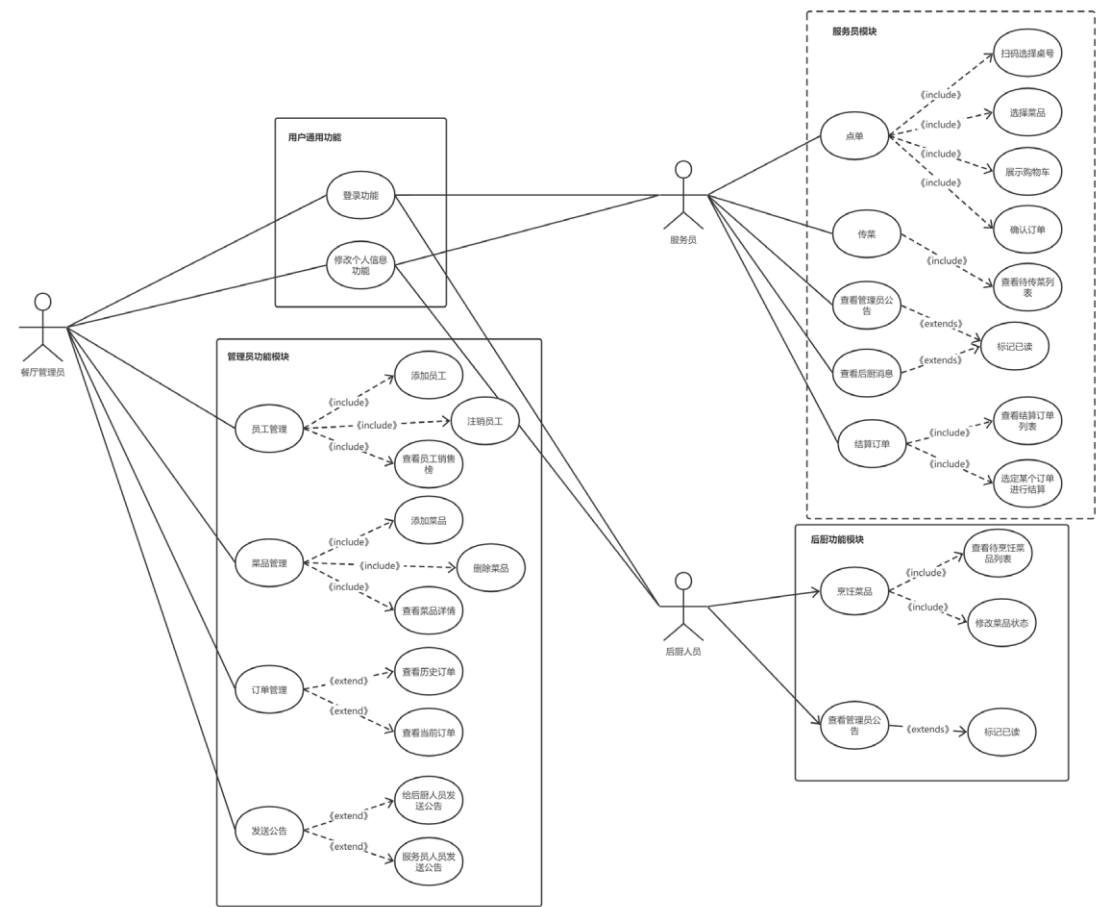 服务员模块
扫码选择桌号
《include》
选择菜品
《include》
点单
《include》
展示购物车
《include》
确认订单
用户通用功能
登录功能
修改个人信息
功能
服务员
传菜
《include》
查看待传菜列
表
查看管理员公
告
《extends》
标记已读
查看后厨消息
《extends》
结算订单
《include》
查看结算订单
列表
《include》
选定某个订单
进行结算
餐厅管理员
管理员功能模块
员工管理
《include》
添加员工
《include》
注销员工
《include》
查看员工销售
榜
菜品管理
《include》
添加菜品
《include》
删除菜品
《include》
查看菜品详情
订单管理
《extend》
查看历史订单
《extend》
查看当前订单
发送公告
《extend》
给后厨人员发
送公告
《extend》
服务员人员发
送公告
后厨人员
后厨功能模块
烹饪菜品
《include》
查看待烹饪菜
品列表
《include》
修改菜品状态
查看管理员公
告
《extends》
标记已读